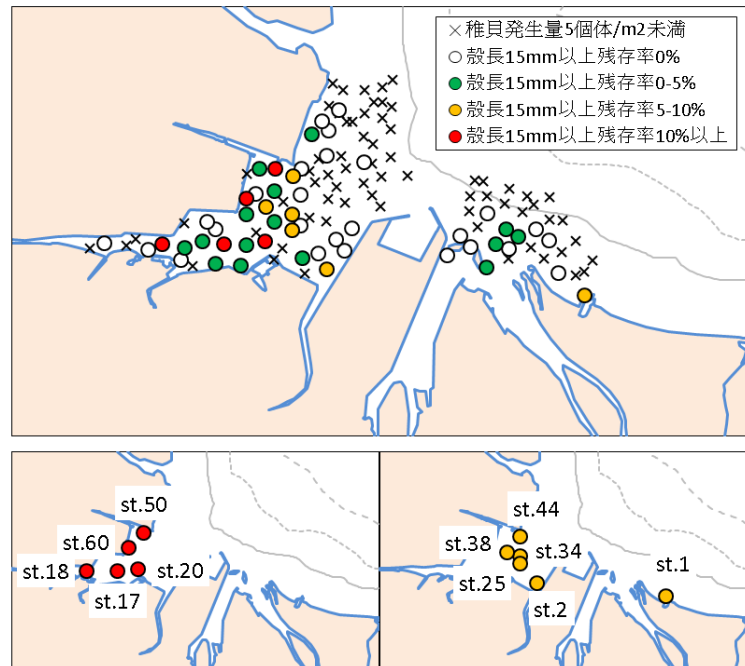 ×稚貝発生量5個体/m2未満
殻長15mm以上残存率0%
殻長15mm以上残存率0-5%
殻長15mm以上残存率5-10%
殻長15mm以上残存率10%以上
st.50
st.60
st.18
st.20
st.17
st.44
st.38
st.34
st.1
st.25
st.2